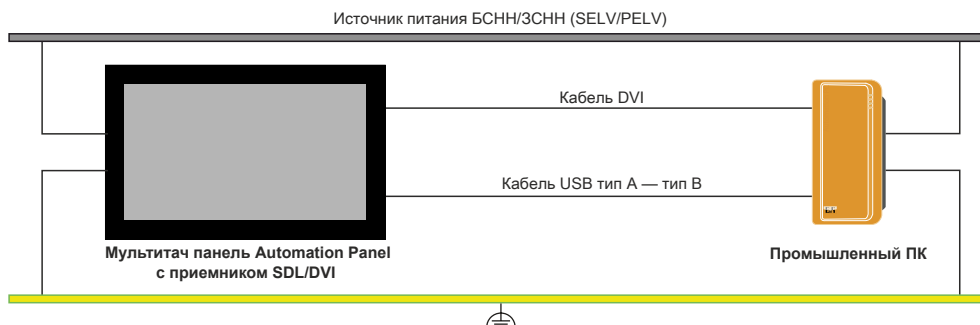 Источник питания БСНН/ЗСНН (SELV/PELV)
Кабель DVI
Кабель USB тип A — тип B
Мультитач панель Automation Panel
с приемником SDL/DVI
Промышленный ПК